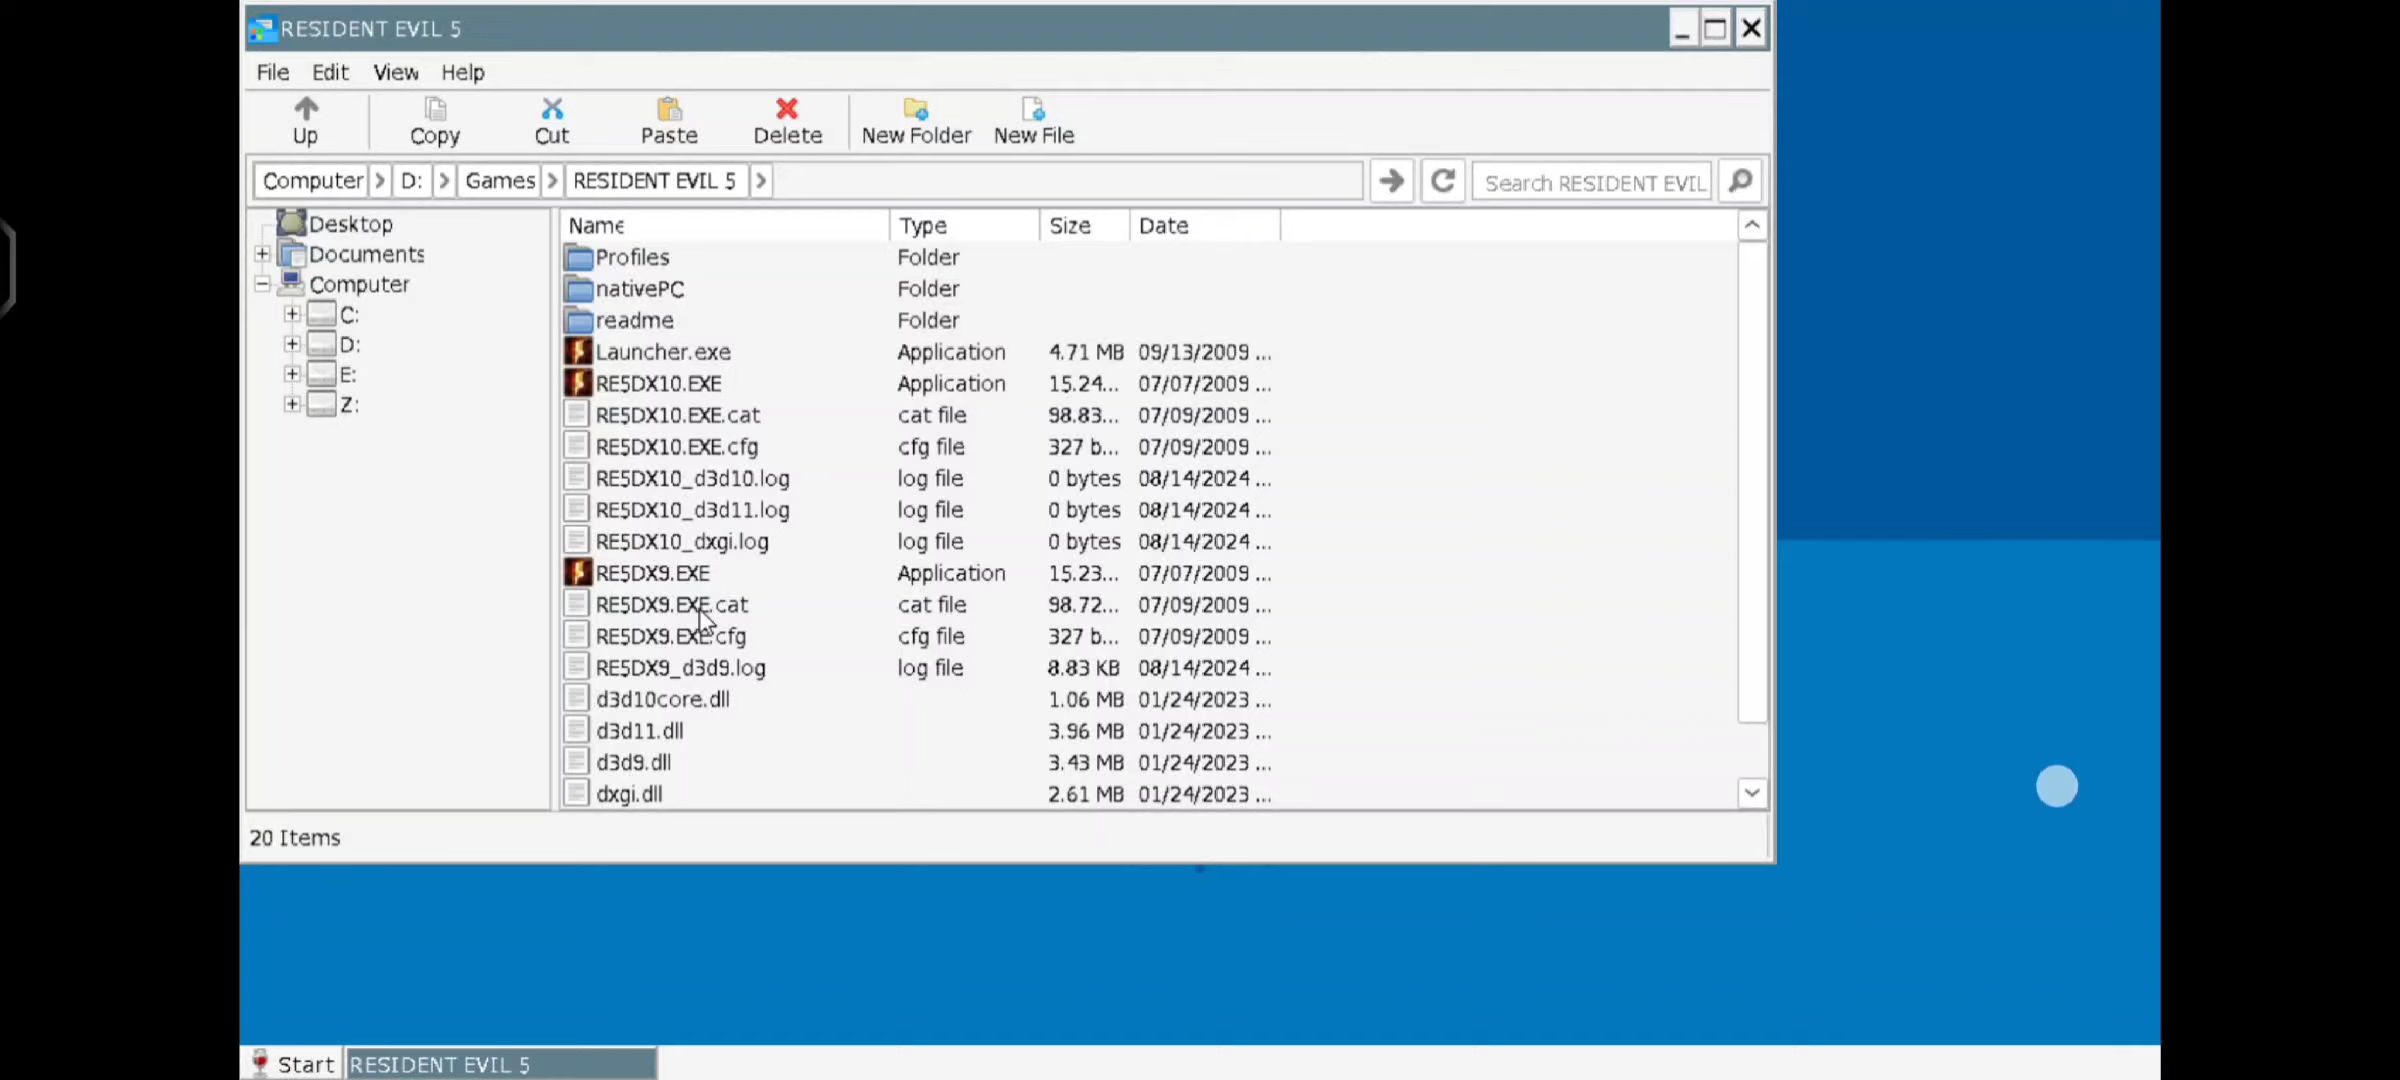 RESIDENT EVIL 5
File Edit View Help
Up Copy Cut Paste Delete New Folder New File
Computer D: Games RESIDENT EVIL 5 Search RESIDENT EVIL
Desktop
Documents
Computer
C:
D:
E:
Z:
Name Type Size Date
Profiles Folder
nativePC Folder
readme Folder
Launcher.exe Application 4.71 MB 09/13/2009 ...
RE5DX10.EXE Application 15.24... 07/07/2009 ...
RE5DX10.EXE.cat cat file 98.83... 07/09/2009 ...
RE5DX10.EXE.cfg cfg file 327 b... 07/09/2009 ...
RE5DX10_d3d10.log log file 0 bytes 08/14/2024 ...
RE5DX10_d3d11.log log file 0 bytes 08/14/2024 ...
RE5DX10_dxgi.log log file 0 bytes 08/14/2024 ...
RE5DX9.EXE Application 15.23... 07/07/2009 ...
RE5DX9.EXE.cat cat file 98.72... 07/09/2009 ...
RE5DX9.EXE.cfg cfg file 327 b... 07/09/2009 ...
RE5DX9_d3d9.log log file 8.83 KB 08/14/2024 ...
d3d10core.dll 1.06 MB 01/24/2023 ...
d3d11.dll 3.96 MB 01/24/2023 ...
d3d9.dll 3.43 MB 01/24/2023 ...
dxgi.dll 2.61 MB 01/24/2023 ...
20 Items
Start RESIDENT EVIL 5